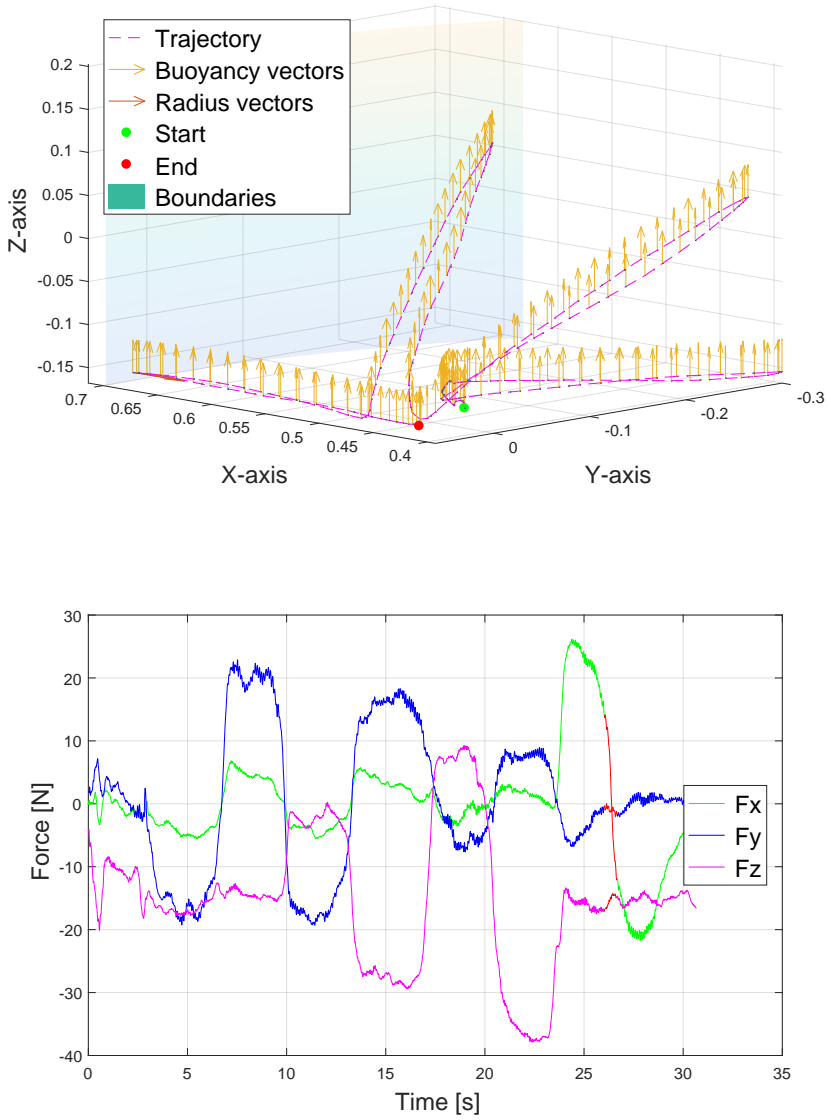 Trajectory
Buoyancy vectors
Radius vectors
Start
End
Boundaries
Z-axis
0.2
0.15
0.1
0.05
0
-0.05
-0.1
-0.15
0.7
0.65
0.6
0.55
0.5
0.45
0.4
X-axis
0
-0.1
-0.2
-0.3
Y-axis
30
20
10
0
-10
-20
-30
-40
Force [N]
Fx
Fy
Fz
0
5
10
15
20
25
30
35
Time [s]